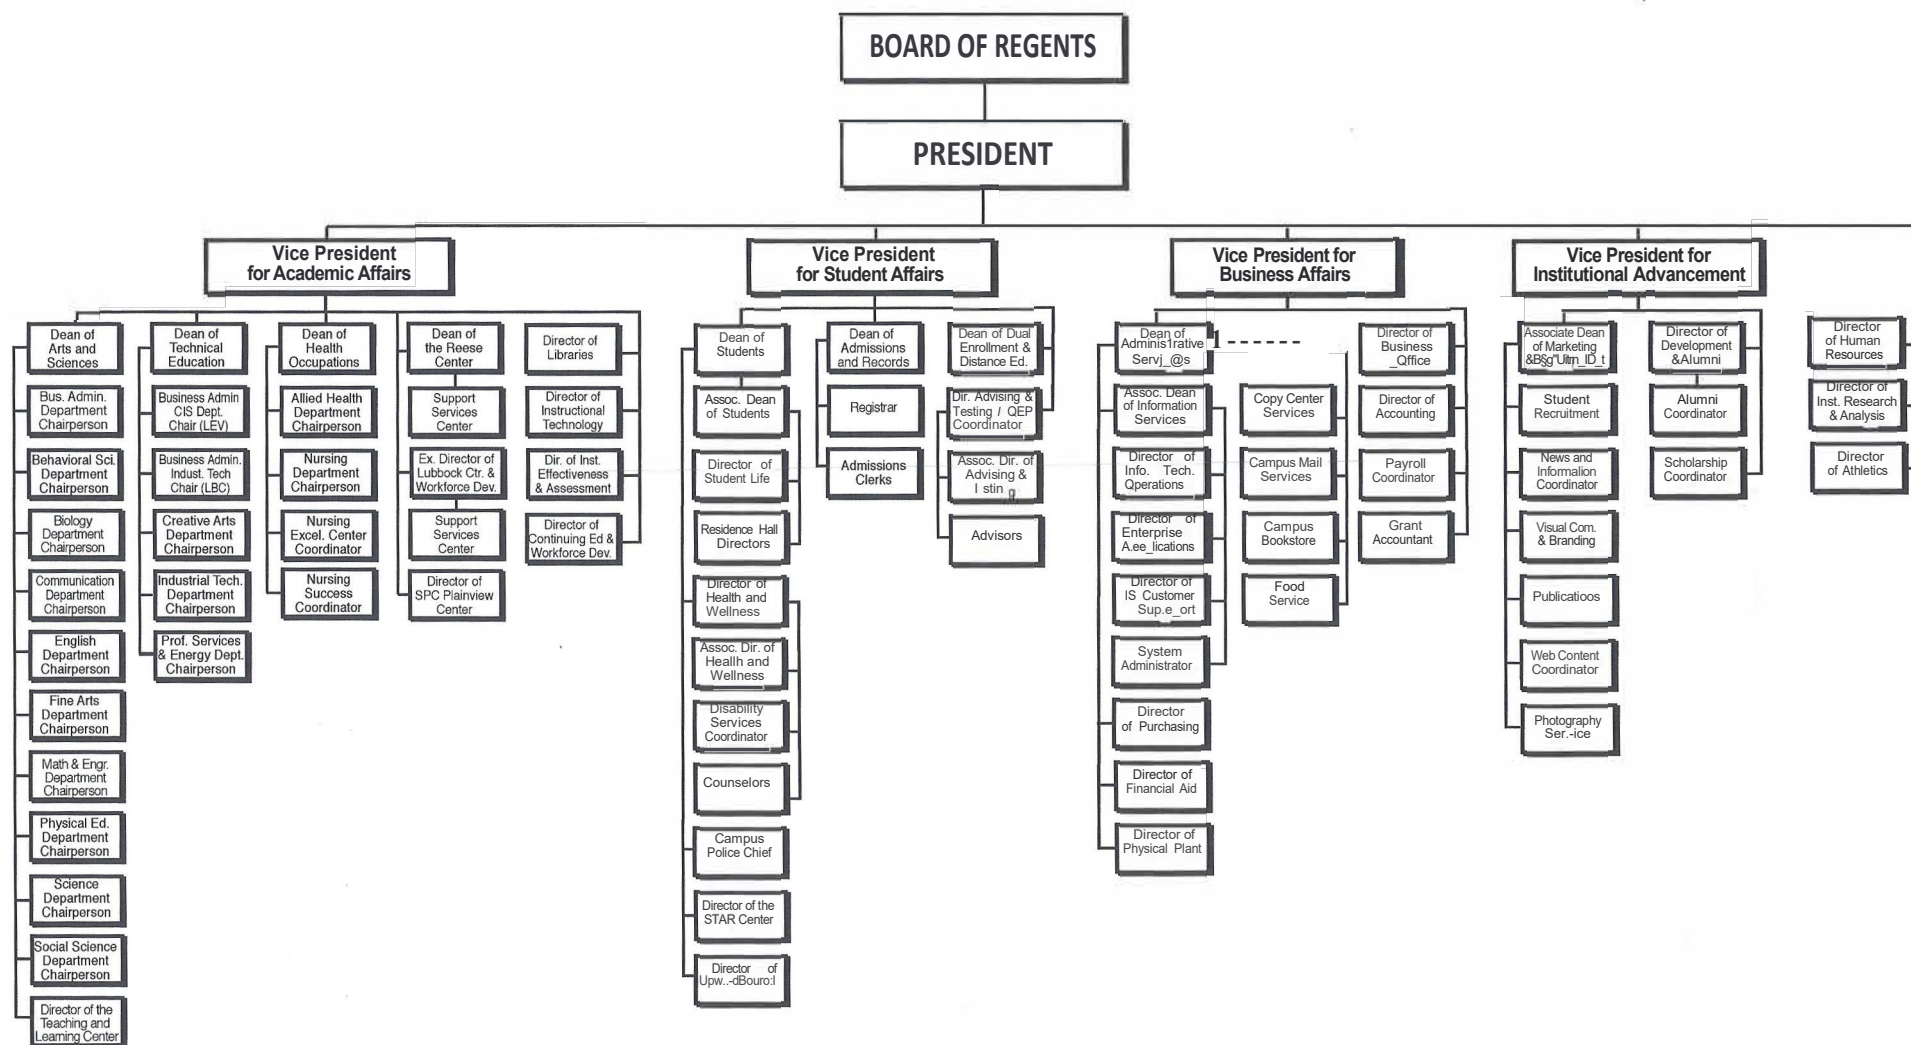 BOARD OF REGENTS
PRESIDENT
Vice President
for Academic Affairs
Dean of
Arts and
Sciences
Bus. Admin.
Department
Chairperson
Behavioral Sci.
Department
Chairperson
Biology
Department
Chairperson
Communication
Department
Chairperson
English
Department
Chairperson
Fine Arts
Department
Chairperson
Math & Engr.
Department
Chairperson
Physical Ed.
Department
Chairperson
Science
Department
Chairperson
Social Science
Department
Chairperson
Director of the
Teaching and
Learning Center
Dean of
Technical
Education
Business Admin
CIS Dept.
Chair (LEV)
Business Admin.
Indust. Tech
Chair (LBC)
Creative Arts
Department
Chairperson
Industrial Tech.
Department
Chairperson
Prof. Services
& Energy Dept.
Chairperson
Dean of
Health
Occupations
Allied Health
Department
Chairperson
Nursing
Department
Chairperson
Nursing
Excel. Center
Coordinator
Nursing
Success
Coordinator
Dean of
the Reese
Center
Support
Services
Center
Ex. Director of
Lubbock Ctr. &
Workforce Dev.
Support
Services
Center
Director of
SPC Plainview
Center
Director of
Libraries
Director of
Instructional
Technology
Dir. of Inst.
Effectiveness
& Assessment
Director of
Continuing Ed &
Workforce Dev.
Vice President
for Student Affairs
Dean of
Students
Assoc. Dean
of Students
Director of
Student Life
Residence Hall
Directors
Director of
Health and
Wellness
Assoc. Dir. of
Heallh and
Wellness
Disability
Services
Coordinator
Counselors
Campus
Police Chief
Director of the
STAR Center
Director of
Upw..-dBouro:l
Dean of
Admissions
and Records
Registrar
Admissions
Clerks
Dean of Dual
Enrollment &
Distance Ed.
Dir. Advising &
Testing / QEP
Coordinator
Assoc. Dir. of
Advising &
I stin g
Advisors
Vice President for
Business Affairs
Dean of
Adminis1rative
Servj_@s
1 - - - - - -
Assoc. Dean
of Information
Services
Director of
Info. Tech.
Qperations
Director of
Enterprise
A.ee_lications
Director of
IS Customer
Sup.e_ort
System
Administrator
Director
of Purchasing
Director of
Financial Aid
Director of
Physical Plant
Copy Center
Services
Campus Mail
Services
Campus
Bookstore
Food
Service
Director of
Business
_Qffice
Director of
Accounting
Payroll
Coordinator
Grant
Accountant
Vice President for
Institutional Advancement
Associate Dean
of Marketing
Student
Recruitment
News and
Information
Coordinator
Visual Com.
& Branding
Publicatioos
Web Content
Coordinator
Photography
Ser.-ice
Director of
Development
&Alumni
Alumni
Coordinator
Scholarship
Coordinator
Director
of Human
Resources
Director of
Inst. Research
& Analysis
Director
of Athletics